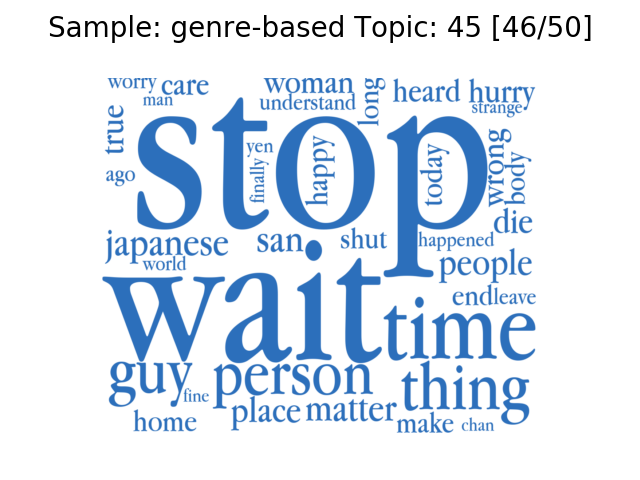 Sample: genre-based Topic: 45 [46/50]
worry care woman long heard hurry
man understand strange
true stop yen finally happy today wrong body
ago
die
japanese san shut happened
world people
wait endleave
time
guy person thing
fine
home place matter make chan